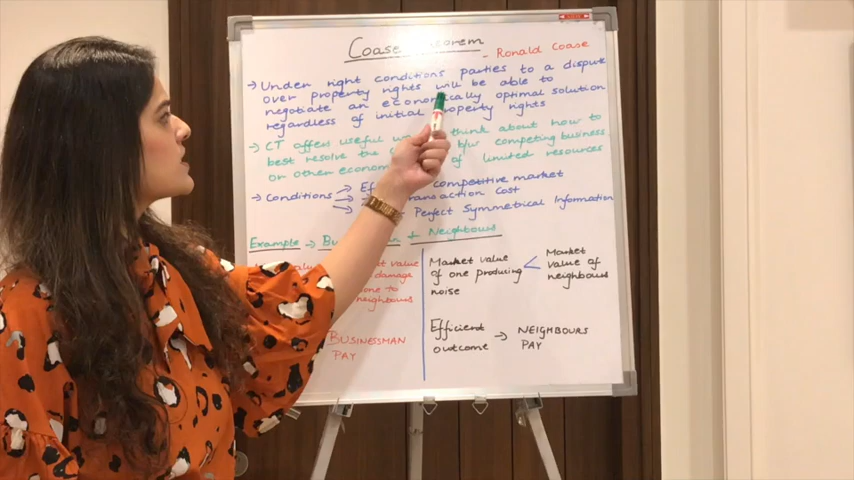 Coase Theorem
- Ronald Coase
→ Under right conditions parties to a dispute
over property rights will be able to
negotiate an economically optimal solution
regardless of initial property rights
→ CT offers useful think about how to
best resolve the b/w competing business
or other of limited resources
→ Conditions → competitive market
→ transaction cost
→ Perfect Symmetrical Information
Example → & Neighbours
value
damage
done to
neighbours
BUSINESSMAN
PAY
Market value
of one producing
noise
<
Market
value of
neighbours
Efficient
outcome
→ NEIGHBOURS
PAY